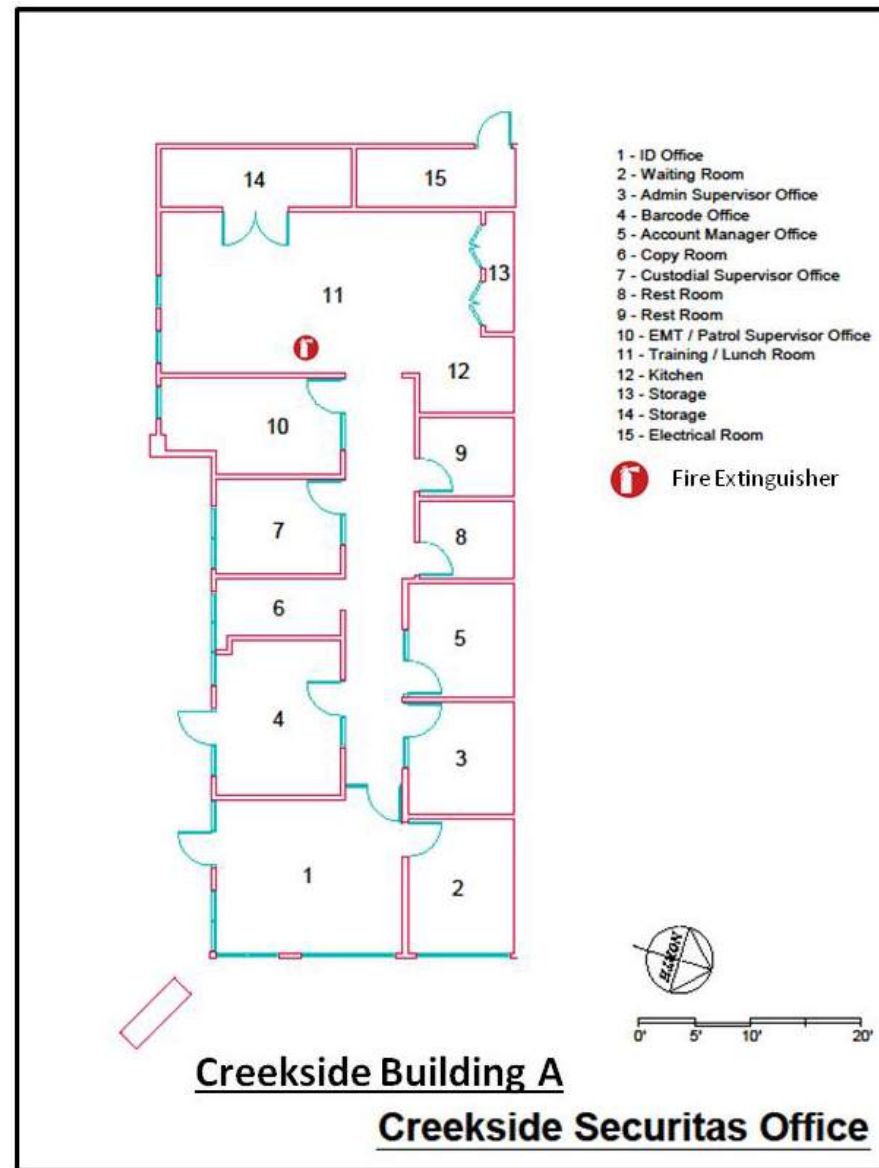 14
15
11
13
12
10
9
7
8
6
5
4
3
1
2
1 - ID Office
2 - Waiting Room
3 - Admin Supervisor Office
4 - Barcode Office
5 - Account Manager Office
6 - Copy Room
7 - Custodial Supervisor Office
8 - Rest Room
9 - Rest Room
10 - EMT / Patrol Supervisor Office
11 - Training / Lunch Room
12 - Kitchen
13 - Storage
14 - Storage
15 - Electrical Room
Fire Extinguisher
0' 5' 10' 20'
Creekside Building A
Creekside Securitas Office